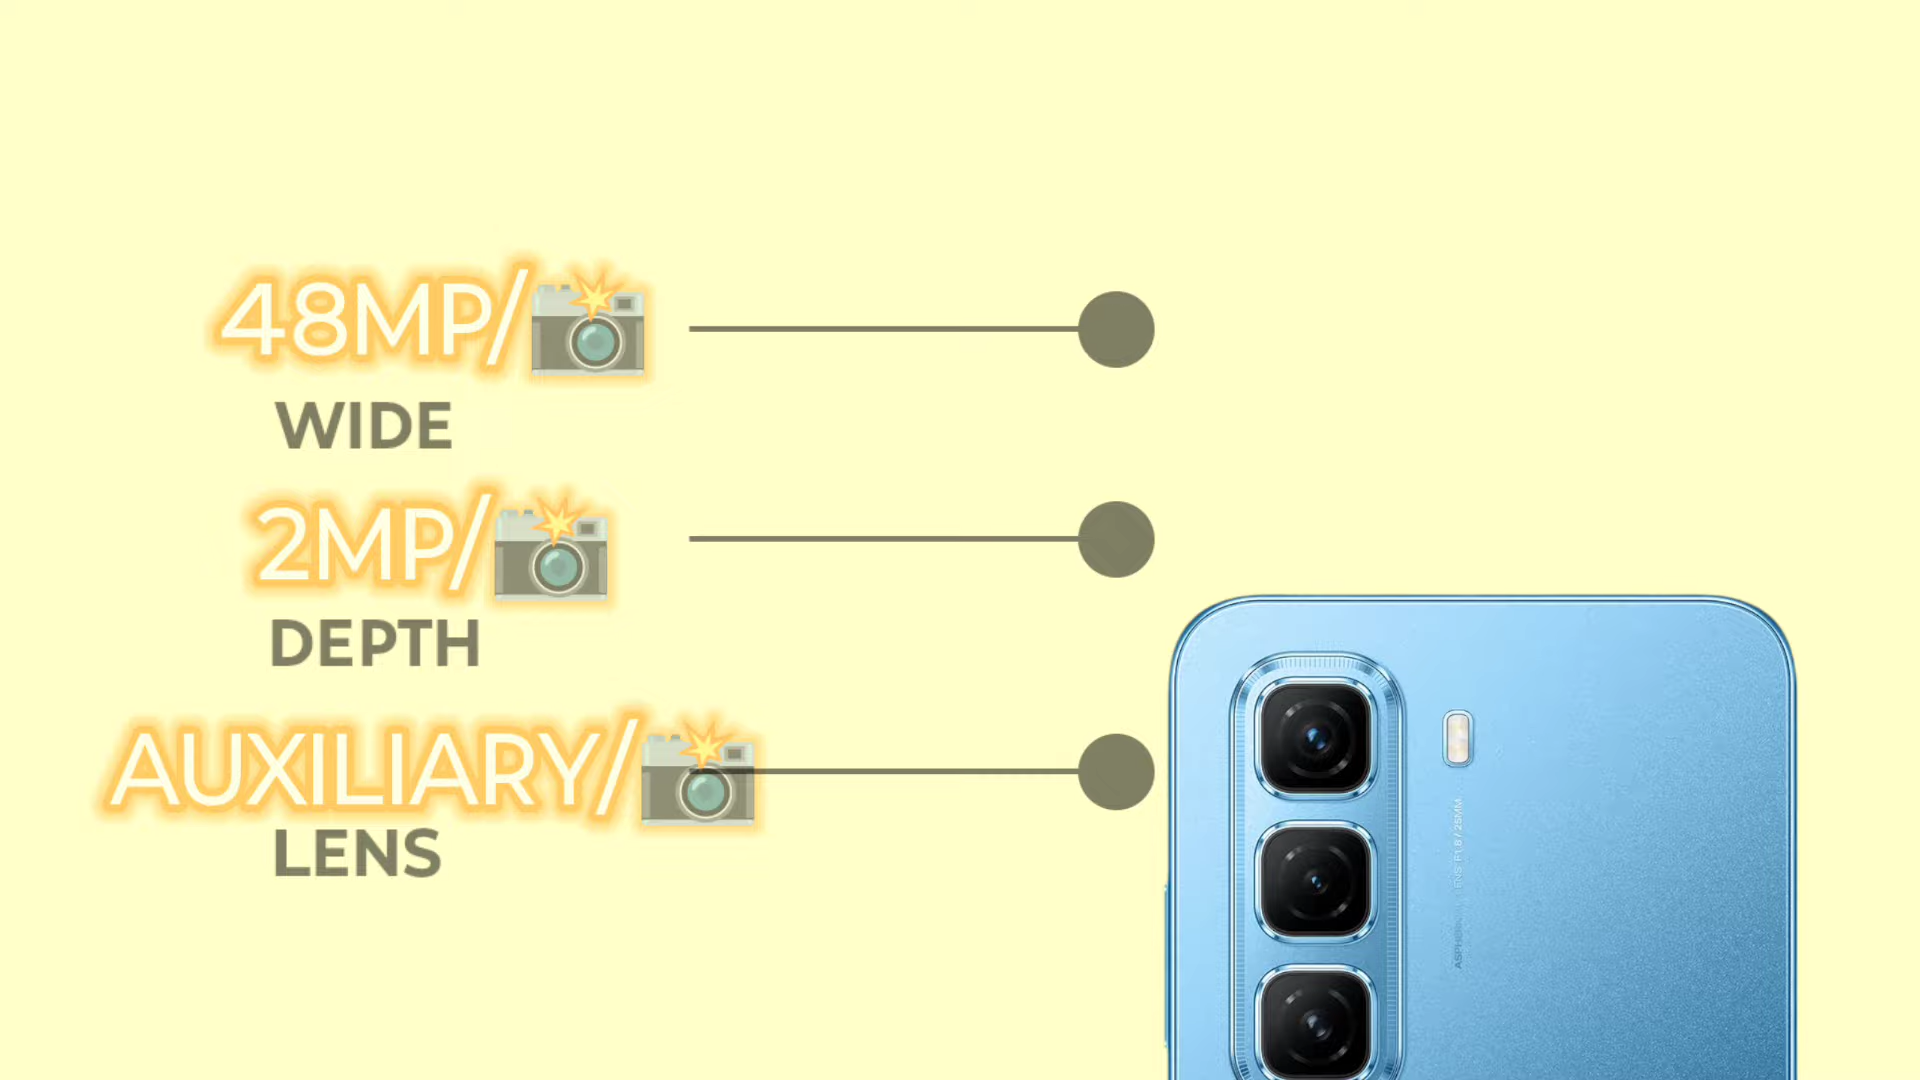 48MP/
WIDE
2MP/
DEPTH
AUXILIARY/
LENS